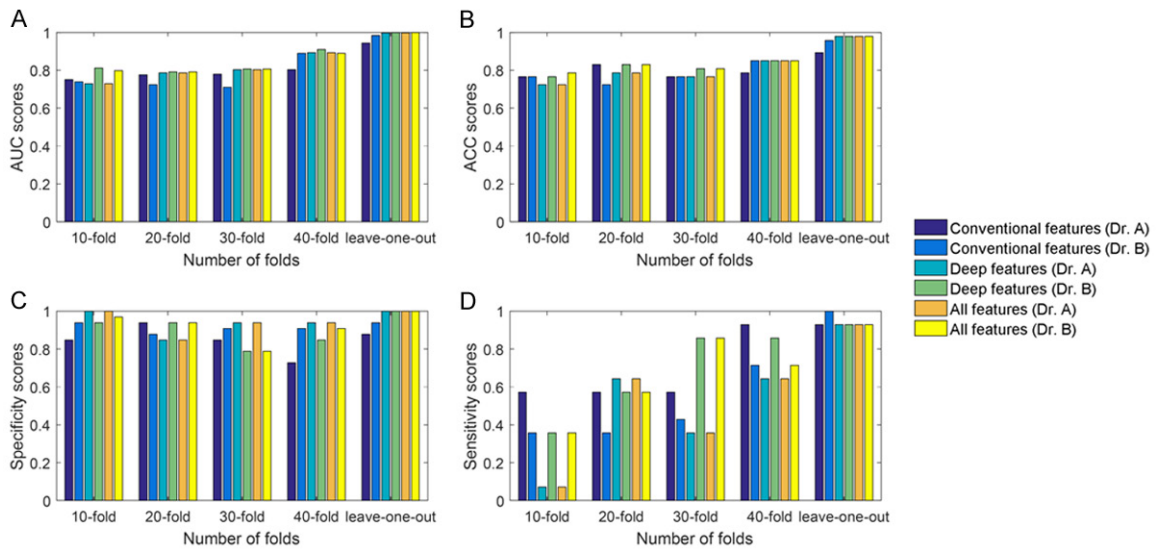 A
AUC scores
1
0.8
0.6
0.4
0.2
0
10-fold 20-fold 30-fold 40-fold leave-one-out
Number of folds
B
ACC scores
1
0.8
0.6
0.4
0.2
0
10-fold 20-fold 30-fold 40-fold leave-one-out
Number of folds
Conventional features (Dr. A)
Conventional features (Dr. B)
Deep features (Dr. A)
Deep features (Dr. B)
All features (Dr. A)
All features (Dr. B)
C
Specificity scores
1
0.8
0.6
0.4
0.2
0
10-fold 20-fold 30-fold 40-fold leave-one-out
Number of folds
D
Sensitivity scores
1
0.8
0.6
0.4
0.2
0
10-fold 20-fold 30-fold 40-fold leave-one-out
Number of folds